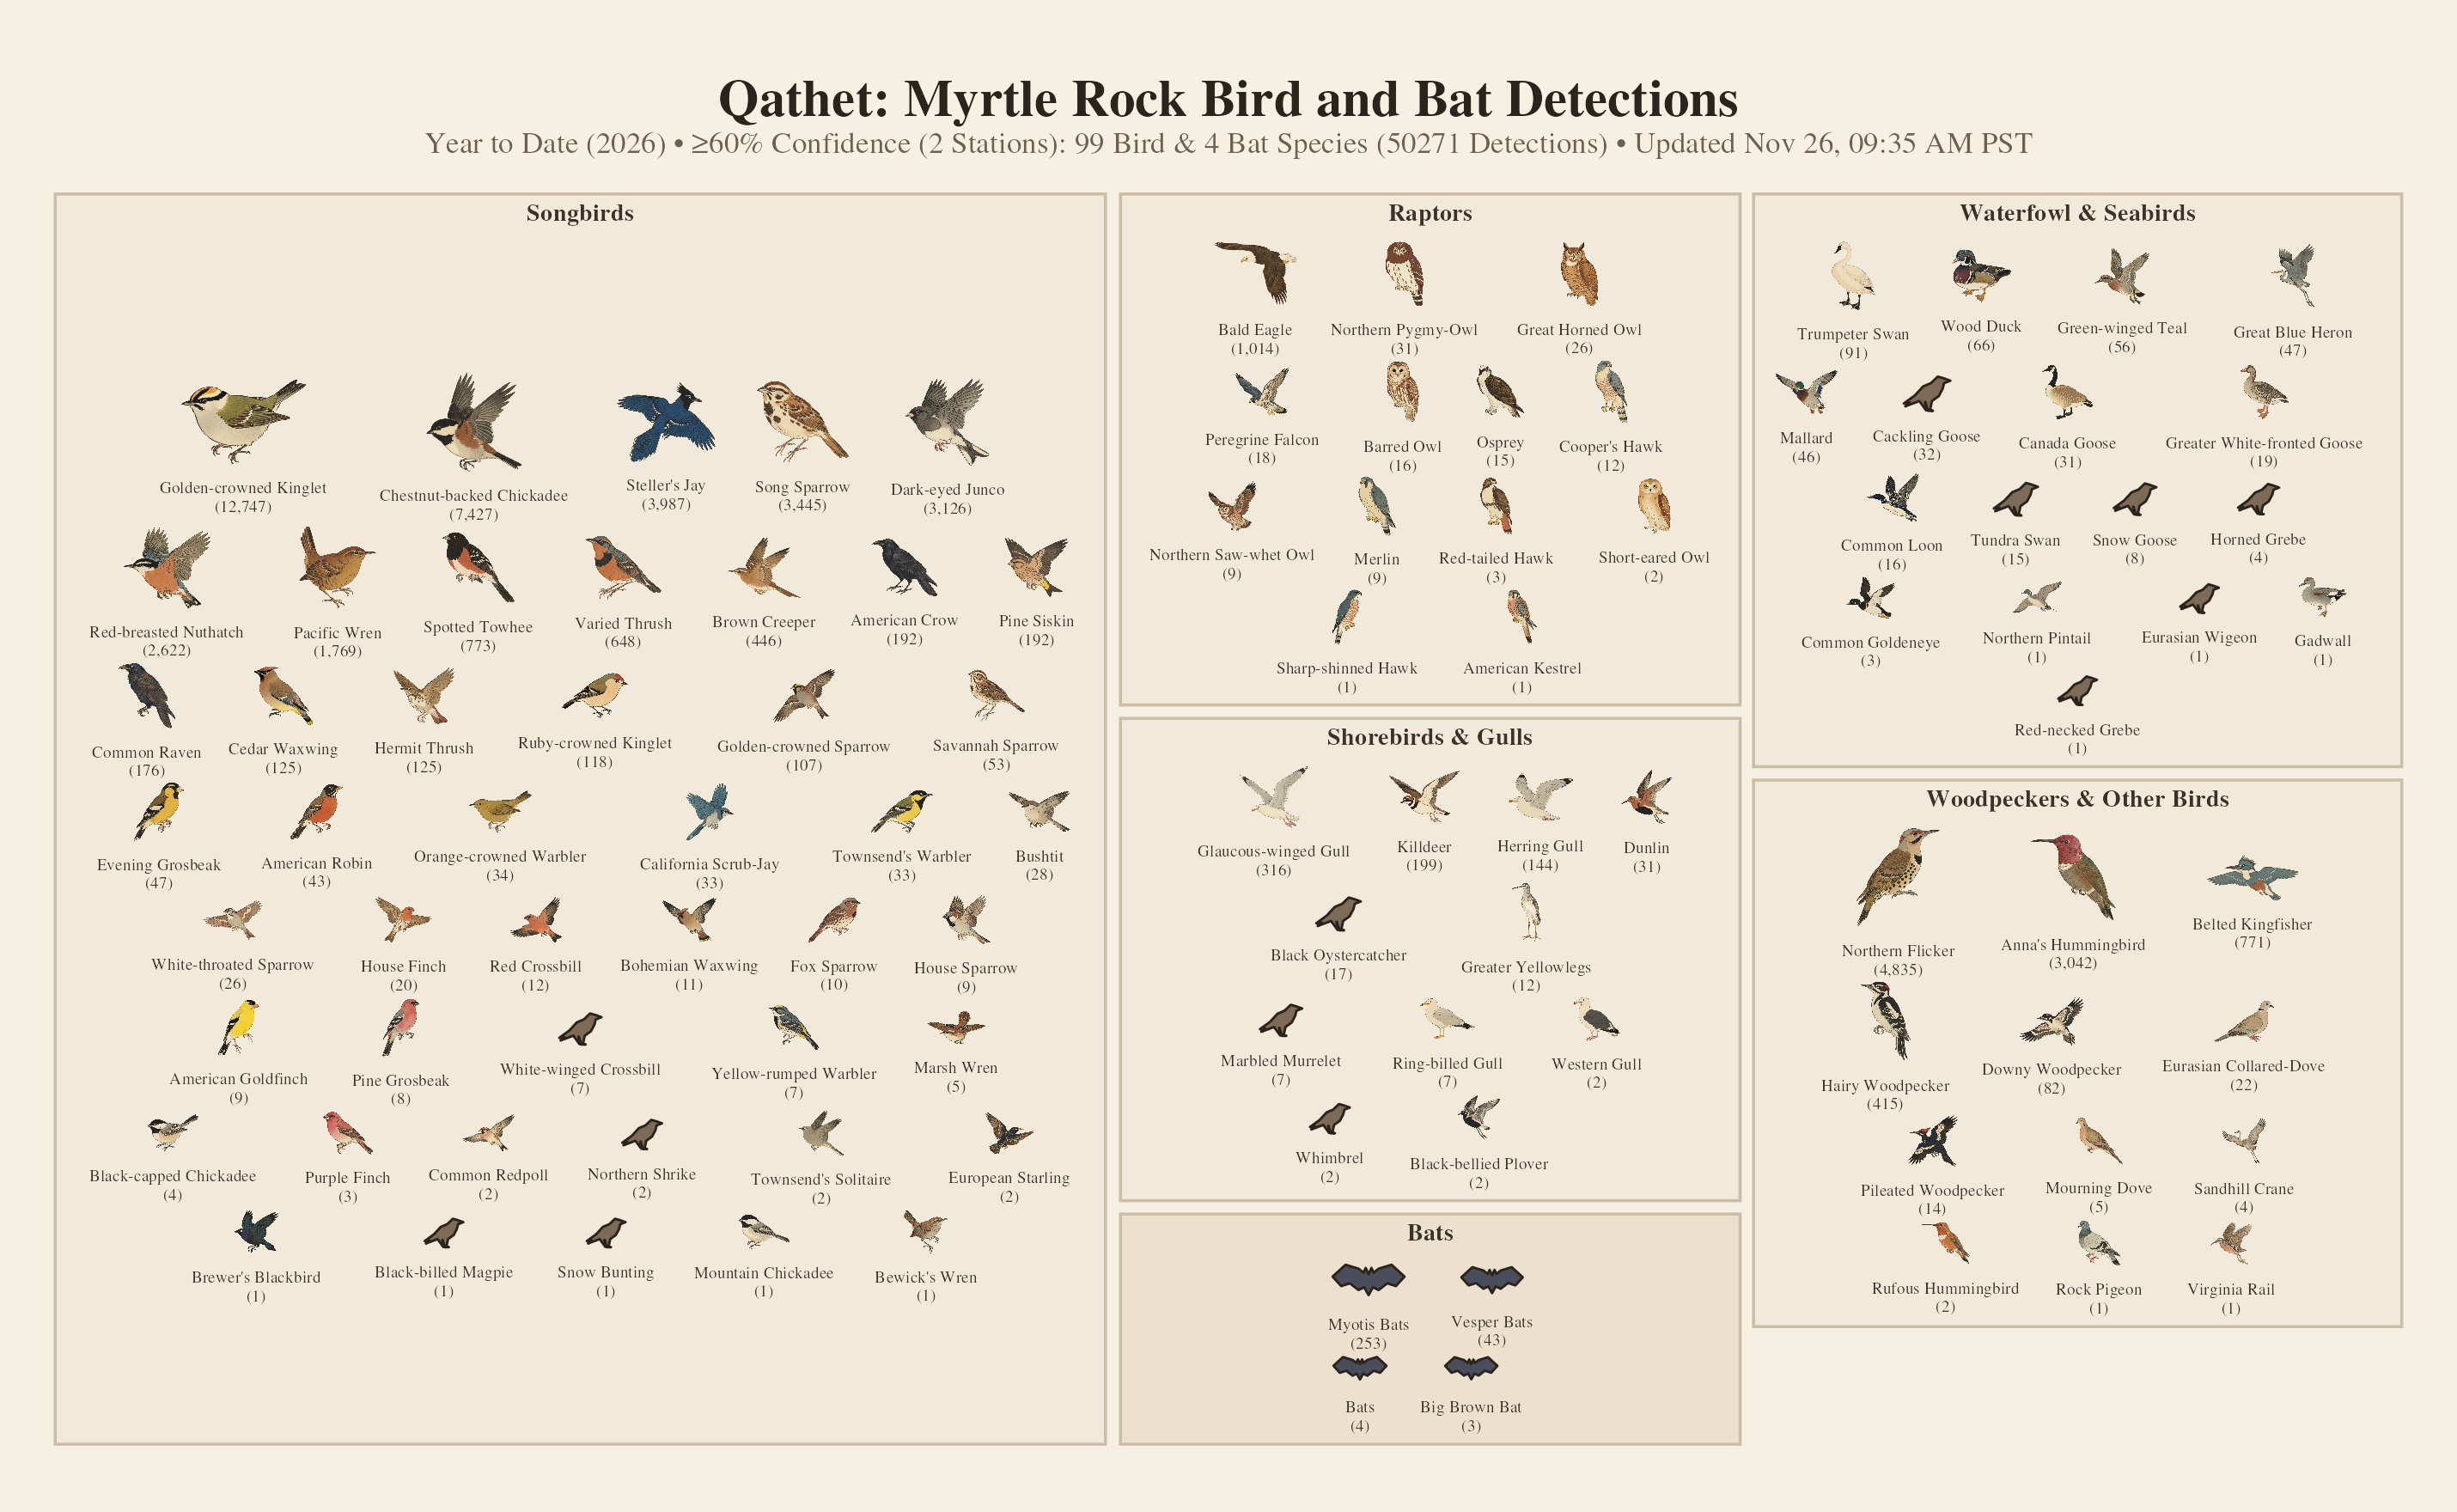 Qathet: Myrtle Rock Bird and Bat Detections
Year to Date (2026) • ≥60% Confidence (2 Stations): 99 Bird & 4 Bat Species (50271 Detections) • Updated Nov 26, 09:35 AM PST
Songbirds
Golden-crowned Kinglet
(12,747)
Chestnut-backed Chickadee
(7,427)
Steller's Jay
(3,987)
Song Sparrow
(3,445)
Dark-eyed Junco
(3,126)
Red-breasted Nuthatch
(2,622)
Pacific Wren
(1,769)
Spotted Towhee
(773)
Varied Thrush
(648)
Brown Creeper
(446)
American Crow
(192)
Pine Siskin
(192)
Common Raven
(176)
Cedar Waxwing
(125)
Hermit Thrush
(125)
Ruby-crowned Kinglet
(118)
Golden-crowned Sparrow
(107)
Savannah Sparrow
(53)
Evening Grosbeak
(47)
American Robin
(43)
Orange-crowned Warbler
(34)
California Scrub-Jay
(33)
Townsend's Warbler
(33)
Bushtit
(28)
White-throated Sparrow
(26)
House Finch
(20)
Red Crossbill
(12)
Bohemian Waxwing
(11)
Fox Sparrow
(10)
House Sparrow
(9)
American Goldfinch
(9)
Pine Grosbeak
(8)
White-winged Crossbill
(7)
Yellow-rumped Warbler
(7)
Marsh Wren
(5)
Black-capped Chickadee
(4)
Purple Finch
(3)
Common Redpoll
(2)
Northern Shrike
(2)
Townsend's Solitaire
(2)
European Starling
(2)
Brewer's Blackbird
(1)
Black-billed Magpie
(1)
Snow Bunting
(1)
Mountain Chickadee
(1)
Bewick's Wren
(1)
Raptors
Bald Eagle
(1,014)
Northern Pygmy-Owl
(31)
Great Horned Owl
(26)
Peregrine Falcon
(18)
Barred Owl
(16)
Osprey
(15)
Cooper's Hawk
(12)
Northern Saw-whet Owl
(9)
Merlin
(9)
Red-tailed Hawk
(3)
Short-eared Owl
(2)
Sharp-shinned Hawk
(1)
American Kestrel
(1)
Shorebirds & Gulls
Glaucous-winged Gull
(316)
Killdeer
(199)
Herring Gull
(144)
Dunlin
(31)
Black Oystercatcher
(17)
Greater Yellowlegs
(12)
Marbled Murrelet
(7)
Ring-billed Gull
(7)
Western Gull
(2)
Whimbrel
(2)
Black-bellied Plover
(2)
Bats
Myotis Bats
(253)
Vesper Bats
(43)
Bats
(4)
Big Brown Bat
(3)
Waterfowl & Seabirds
Trumpeter Swan
(91)
Wood Duck
(66)
Green-winged Teal
(56)
Great Blue Heron
(47)
Mallard
(46)
Cackling Goose
(32)
Canada Goose
(31)
Greater White-fronted Goose
(19)
Common Loon
(16)
Tundra Swan
(15)
Snow Goose
(8)
Horned Grebe
(4)
Common Goldeneye
(3)
Northern Pintail
(1)
Eurasian Wigeon
(1)
Gadwall
(1)
Red-necked Grebe
(1)
Woodpeckers & Other Birds
Northern Flicker
(4,835)
Anna's Hummingbird
(3,042)
Belted Kingfisher
(771)
Hairy Woodpecker
(415)
Downy Woodpecker
(82)
Eurasian Collared-Dove
(22)
Pileated Woodpecker
(14)
Mourning Dove
(5)
Sandhill Crane
(4)
Rufous Hummingbird
(2)
Rock Pigeon
(1)
Virginia Rail
(1)